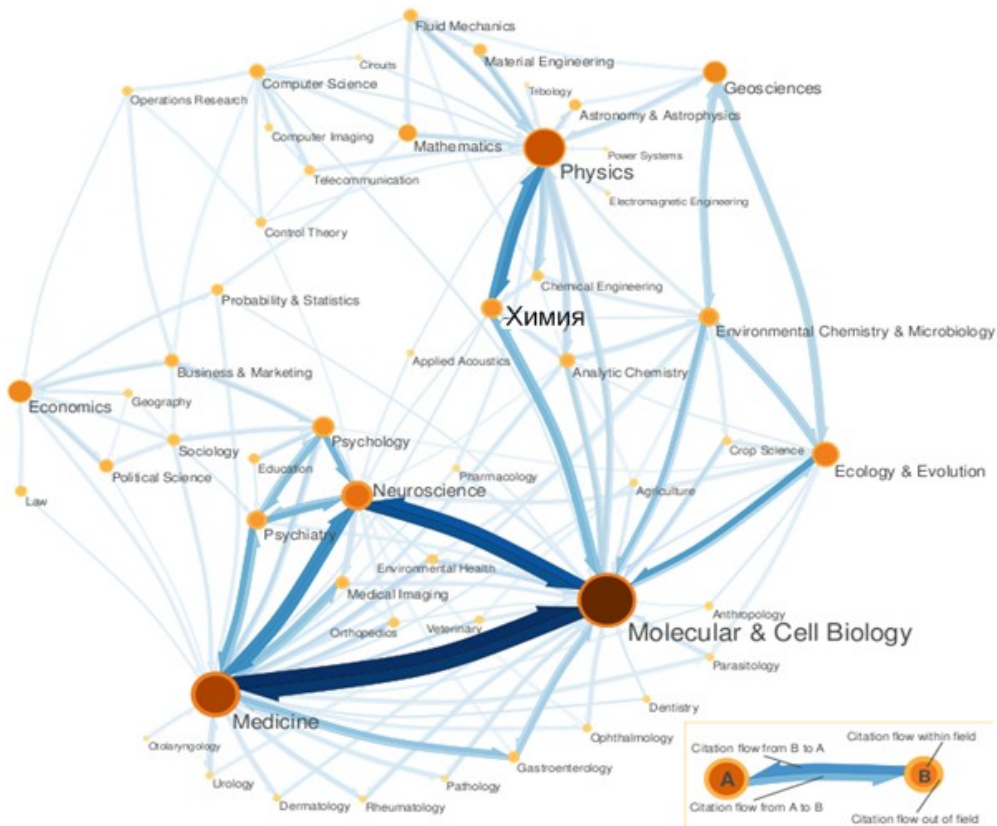 Fluid Mechanics
Circuits
Material Engineering
Computer Science
Geosciences
Operations Research
Tribology
Astronomy & Astrophysics
Computer Imaging
Mathematics
Power Systems
Physics
Telecommunication
Electromagnetic Engineering
Control Theory
Chemical Engineering
Probability & Statistics
Химия
Environmental Chemistry & Microbiology
Applied Acoustics
Business & Marketing
Analytic Chemistry
Geography
Economics
Psychology
Sociology
Crop Science
Education
Ecology & Evolution
Political Science
Pharmacology
Neuroscience
Agriculture
Law
Psychiatry
Environmental Health
Medical Imaging
Anthropology
Orthopedics
Veterinary
Molecular & Cell Biology
Parasitology
Dentistry
Medicine
Ophthalmology
Otolaryngology
Gastroenterology
Urology
Pathology
Dermatology
Rheumatology
Citation flow from B to A
Citation flow within field
A
B
Citation flow from A to B
Citation flow out of field